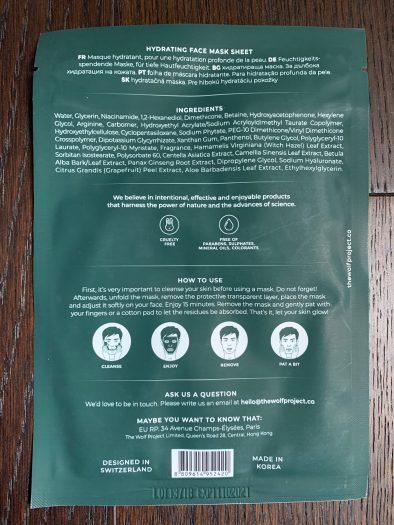 HYDRATING FACE MASK SHEET
FR Masque hydratant, pour une hydratation profonde de la peau. DE Feuchtigkeits-
spendende Maske, für tiefe Hautfeuchtigkeit. BG хидратираща маска. За дълбока
хидратация на кожата. PT folha de máscara hidratante. Para hidratação profunda da pele.
SK hydratačná maska. Pre hĺbokú hydratáciu pokožky
INGREDIENTS
Water, Glycerin, Niacinamide, 1,2-Hexanediol, Dimethicone, Betaine, Hydroxyacetophenone, Hexylene
Glycol, Arginine, Carbomer, Hydroxyethyl Acrylate/Sodium Acryloyldimethyl Taurate Copolymer,
Hydroxyethylcellulose, Cyclopentasiloxane, Sodium Phytate, PEG-10 Dimethicone/Vinyl Dimethicone
Crosspolymer, Dipotassium Glycyrrhizate, Xanthan Gum, Panthenol, Butylene Glycol, Polyglyceryl-10
Laurate, Polyglyceryl-10 Myristate, Fragrance, Hamamelis Virginiana (Witch Hazel) Leaf Extract,
Sorbitan Isostearate, Polysorbate 60, Centella Asiatica Extract, Camellia Sinensis Leaf Extract, Betula
Alba Bark/Leaf Extract, Panax Ginseng Root Extract, Dipropylene Glycol, Sodium Hyaluronate,
Citrus Grandis (Grapefruit) Peel Extract, Aloe Barbadensis Leaf Extract, Ethylhexylglycerin.
We believe in intentional, effective and enjoyable products
that harness the power of nature and the advances of science.
CRUELTY
FREE
FREE OF
PARABENS, SULPHATES,
MINERAL OILS, COLORANTS
thewolfproject.co
HOW TO USE
First, it's very important to cleanse your skin before using a mask. Do not forget!
Afterwards, unfold the mask, remove the protective transparent layer, place the mask
and adjust it softly on your face. Enjoy 15 minutes. Remove the mask and gently pat with
your fingers or a cotton pad to let the residues be absorbed. That's it, let your skin glow!
CLEANSE
ENJOY
REMOVE
PAT A BIT
ASK US A QUESTION
We'd love to be in touch. Please write us an email at hello@thewolfproject.co
MAYBE YOU WANT TO KNOW THAT:
EU RP, 34 Avenue Champs-Élysées, Paris
The Wolf Project Limited, Queen's Road 28, Central, Hong Kong
DESIGNED IN
SWITZERLAND
MADE IN
KOREA
8 809614 952420